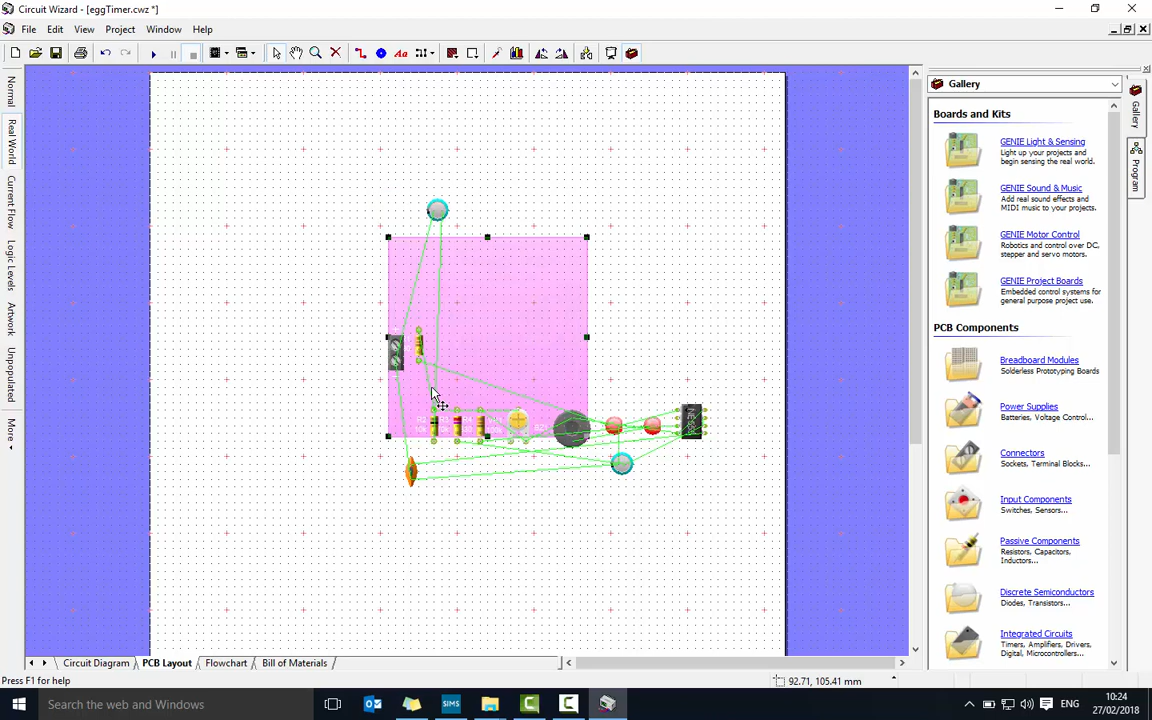 Circuit Wizard - [eggTimer.cwz *]
File Edit View Project Window Help
Normal
Real World
Current Flow
Logic Levels
Artwork
Unpopulated
More
Gallery
Boards and Kits
GENIE Light & Sensing
Light up your projects and
begin sensing the real world.
GENIE Sound & Music
Add real sound effects and
MIDI music to your projects.
GENIE Motor Control
Robotics and control over DC,
stepper and servo motors.
GENIE Project Boards
Embedded control systems for
general purpose project use.
PCB Components
Breadboard Modules
Solderless Prototyping Boards
Power Supplies
Batteries, Voltage Control...
Connectors
Sockets, Terminal Blocks...
Input Components
Switches, Sensors...
Passive Components
Resistors, Capacitors,
Inductors...
Discrete Semiconductors
Diodes, Transistors...
Integrated Circuits
Timers, Amplifiers, Drivers,
Digital, Microcontrollers...
Gallery
Program
Circuit Diagram PCB Layout Flowchart Bill of Materials
Press F1 for help
92.71, 105.41 mm
Search the web and Windows
SIMS
ENG
10:24
27/02/2018